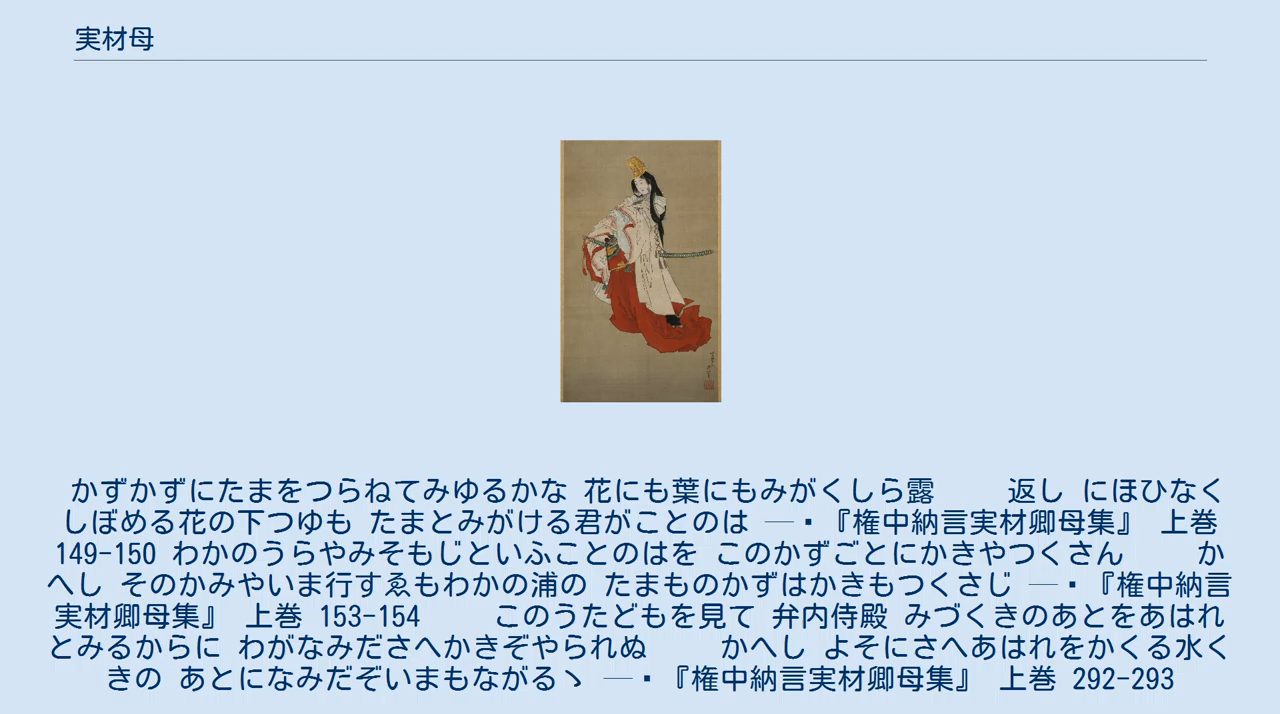 実材母
かずかずにたまをつらねてみゆるかな 花にも葉にもみがくしら露　　返し にほひなく
しぼめる花の下つゆも たまとみがける君がことのは ―・『権中納言実材卿母集』 上巻
149-150 わかのうらやみそもじといふことのはを このかずごとにかきやつくさん　　か
へし そのかみやいま行すゑもわかの浦の たまものかずはかきもつくさじ ―・『権中納言
実材卿母集』 上巻 153-154　　このうたどもを見て 弁内侍殿 みづくきのあとをあはれ
とみるからに わがなみださへかきぞやられぬ　　かへし よそにさへあはれをかくる水く
きの あとになみだぞいまもながるゝ ―・『権中納言実材卿母集』 上巻 292-293